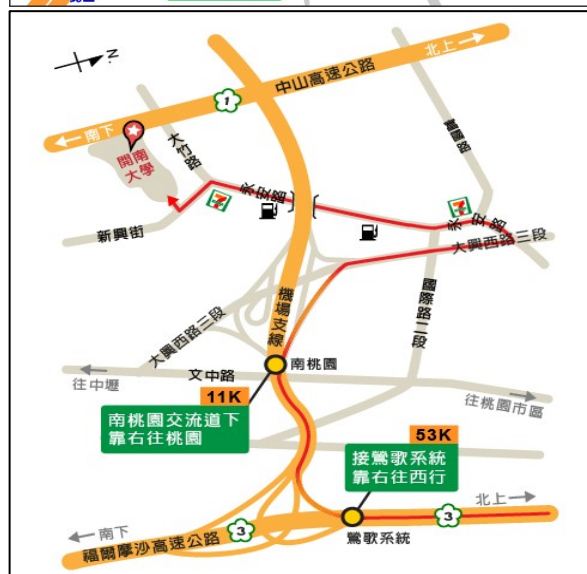 N
北上
中山高速公路
1
南下
開南
大學
大竹路
國際路
7
永安路
7
永安路
新興街
大興西路三段
機場支線
國際路二段
大興西路三段
南桃園
文中路
往中壢
往桃園市區
11K
南桃園交流道下
靠右往桃園
53K
接鶯歌系統
靠右往西行
北上
3
南下
3
福爾摩沙高速公路
鶯歌系統